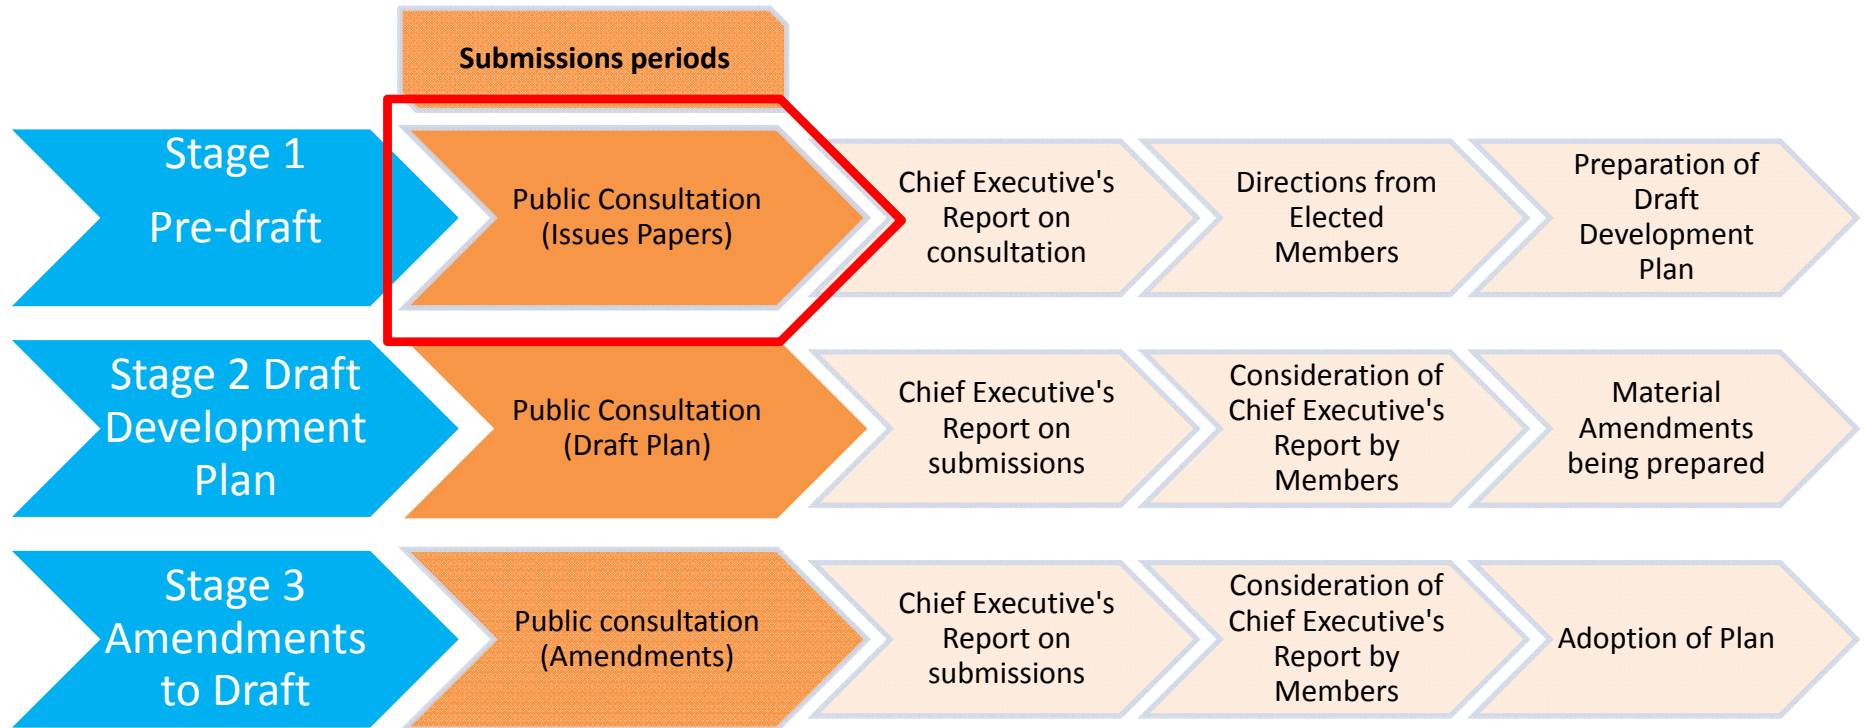 Submissions periods
Stage 1
Pre-draft
Public Consultation
(Issues Papers)
Chief Executive's
Report on
consultation
Directions from
Elected
Members
Preparation of
Draft
Development
Plan
Stage 2 Draft
Development
Plan
Public Consultation
(Draft Plan)
Chief Executive's
Report on
submissions
Consideration of
Chief Executive's
Report by
Members
Material
Amendments
being prepared
Stage 3
Amendments
to Draft
Public consultation
(Amendments)
Chief Executive's
Report on
submissions
Consideration of
Chief Executive's
Report by
Members
Adoption of Plan